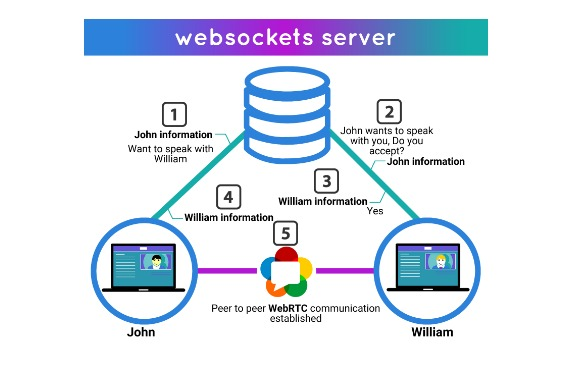 websockets server
1
John information
Want to speak with
William
2
John wants to speak
with you, Do you
accept?
John information
3
William information
Yes
4
William information
5
Peer to peer WebRTC communication
established
John
William